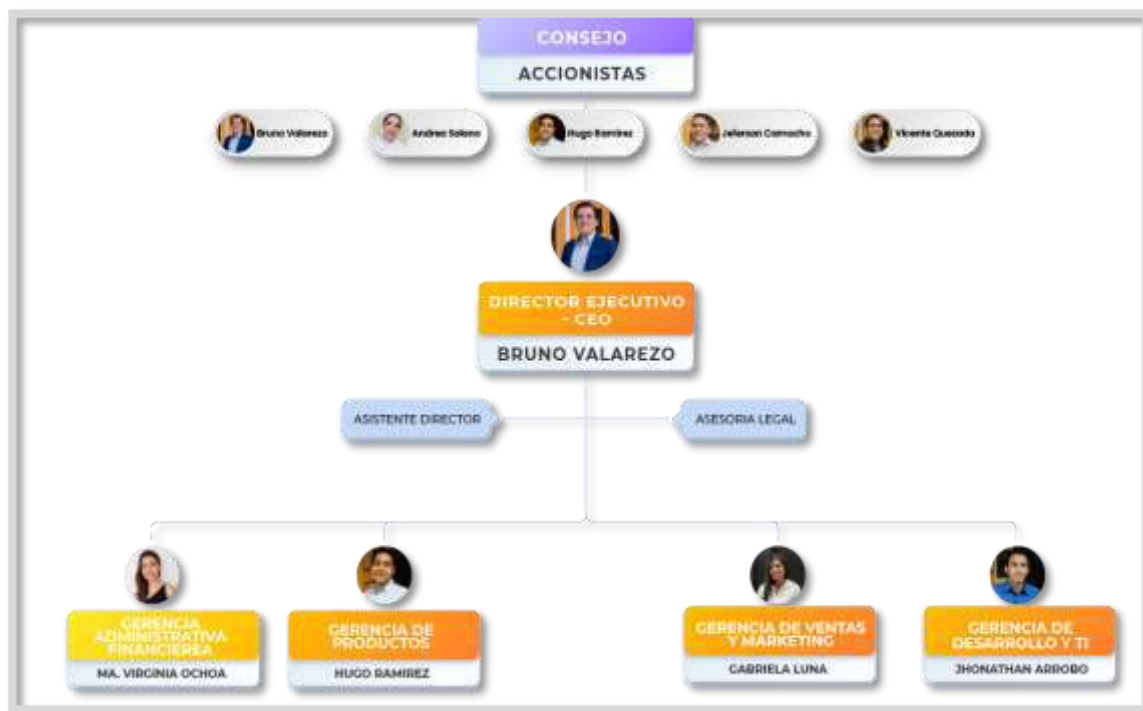 CONSEJO
ACCIONISTAS
Bruno Valarezo
Andrea Solano
Hugo Ramirez
Jeferson Camacho
Vicente Quezada
DIRECTOR EJECUTIVO
- CEO
BRUNO VALAREZO
ASISTENTE DIRECTOR
ASESORIA LEGAL
GERENCIA
ADMINISTRATIVA
FINANCIEREA
MA. VIRGINIA OCHOA
GERENCIA DE
PRODUCTOS
HUGO RAMIREZ
GERENCIA DE VENTAS
Y MARKETING
GABRIELA LUNA
GERENCIA DE
DESARROLLO Y TI
JHONATHAN ARROBO